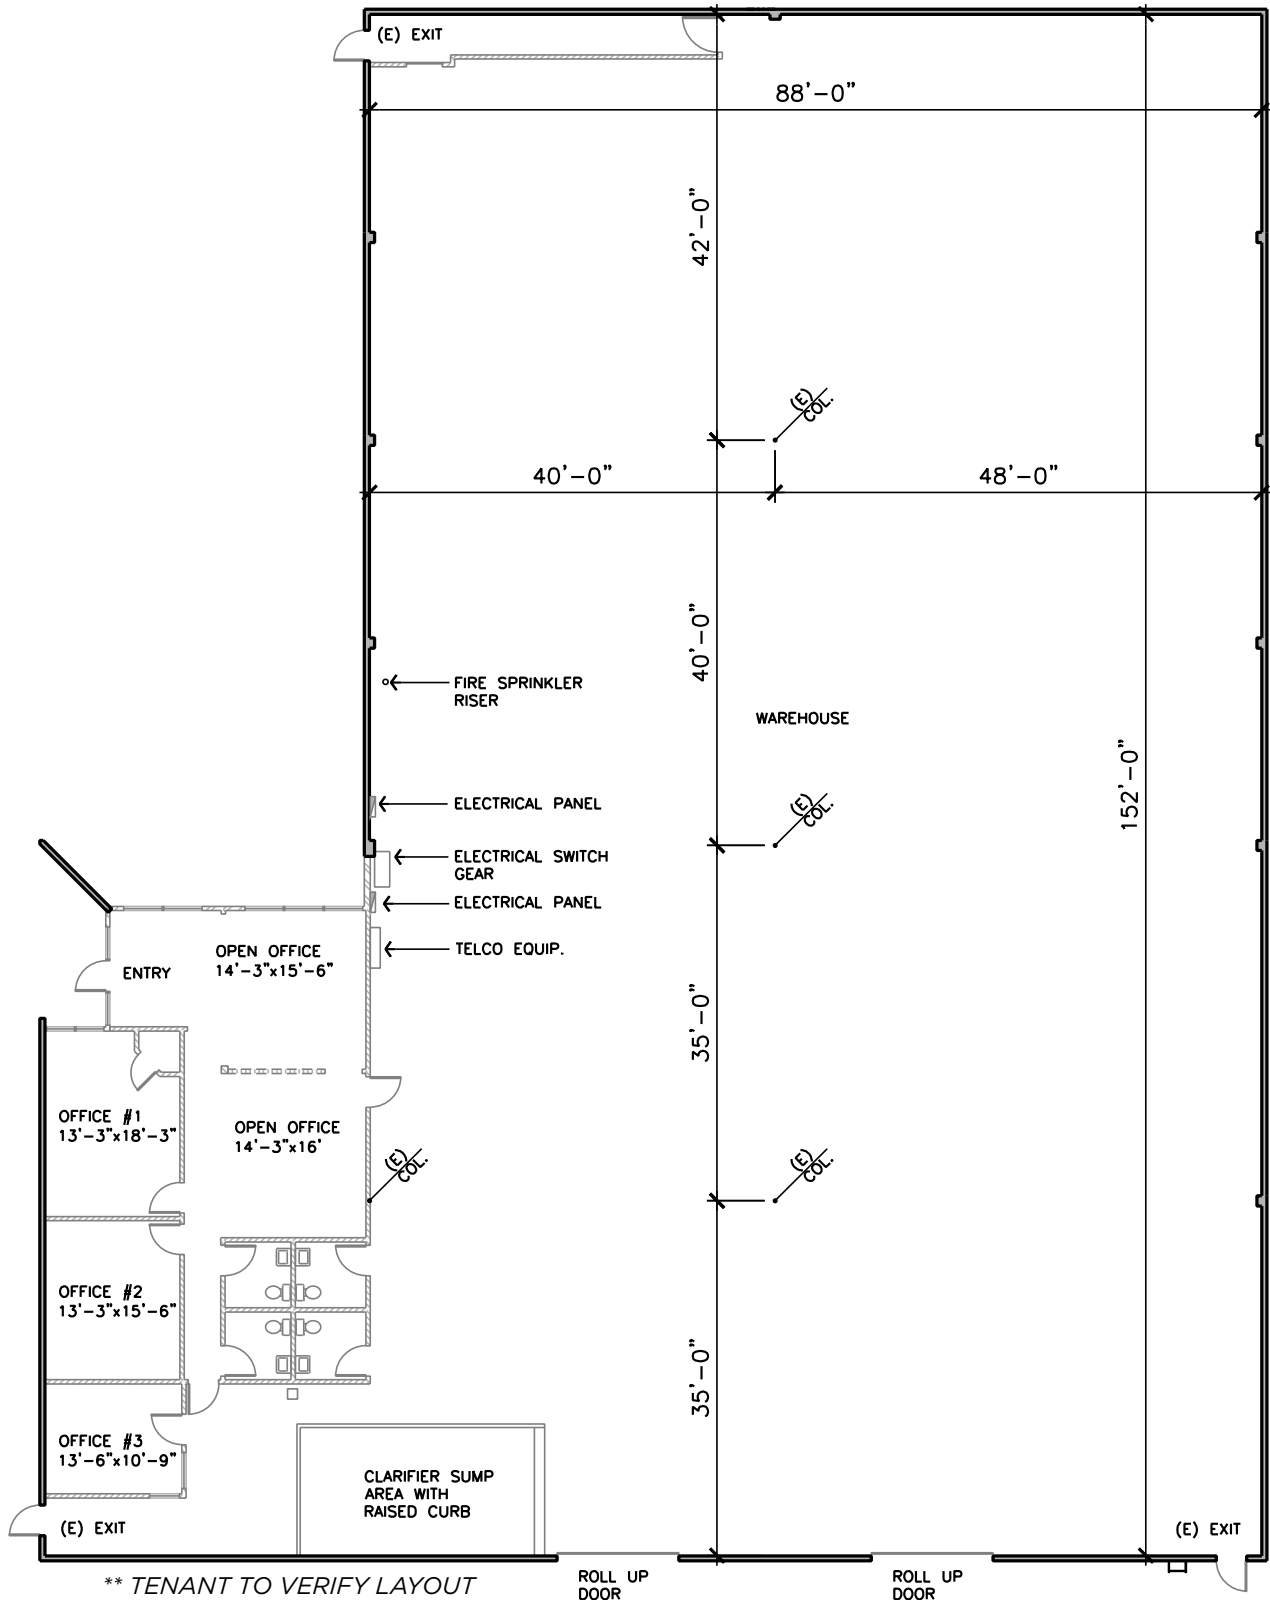 (E) EXIT
88'-0"
42'-0"
(E)
COL.
40'-0"
48'-0"
40'-0"
FIRE SPRINKLER
RISER
WAREHOUSE
152'-0"
ELECTRICAL PANEL
(E)
COL.
ELECTRICAL SWITCH
GEAR
ELECTRICAL PANEL
TELCO EQUIP.
OPEN OFFICE
14'-3"x15'-6"
ENTRY
35'-0"
OFFICE #1
13'-3"x18'-3"
OPEN OFFICE
14'-3"x16'
(E)
COL.
(E)
COL.
OFFICE #2
13'-3"x15'-6"
35'-0"
OFFICE #3
13'-6"x10'-9"
CLARIFIER SUMP
AREA WITH
RAISED CURB
(E) EXIT
(E) EXIT
** TENANT TO VERIFY LAYOUT
ROLL UP
DOOR
ROLL UP
DOOR